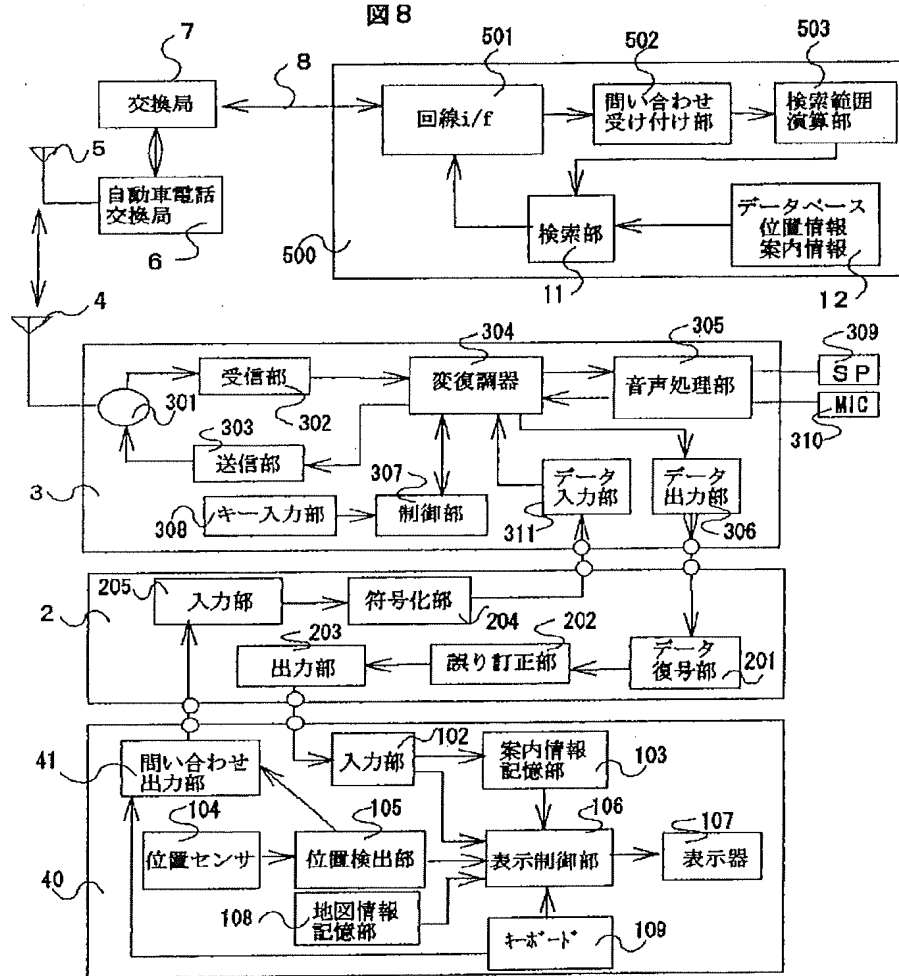 図8
7
交換局
8
5
自動車電話
交換局
6
4
501
回線i/f
502
問い合わせ
受け付け部
503
検索範囲
演算部
検索部
11
データベース
位置情報
案内情報
12
500
304
変復調器
305
音声処理部
309
SP
MIC
310
受信部
302
301
303
送信部
307
制御部
308
キー入力部
データ
入力部
311
データ
出力部
306
3
205
入力部
符号化部
204
2
203
出力部
202
誤り訂正部
データ
復号部
201
41
問い合わせ
出力部
102
入力部
案内情報
記憶部
103
104
位置センサ
105
位置検出部
106
表示制御部
107
表示器
40
108
地図情報
記憶部
キーボード
109